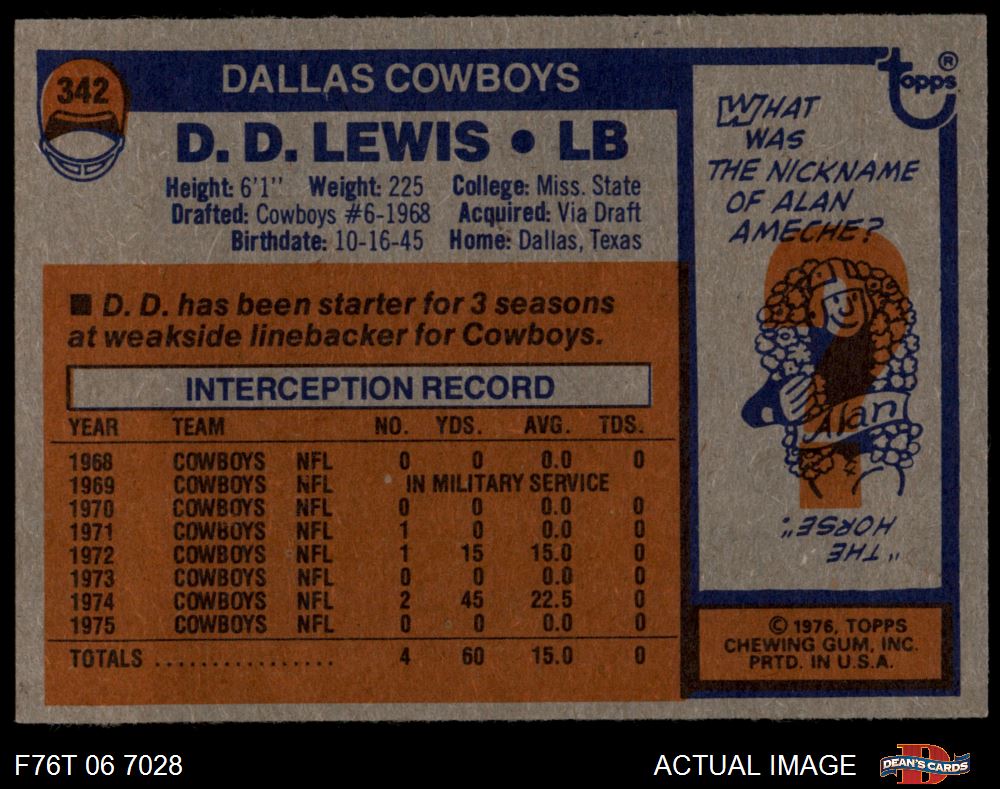 342
DALLAS COWBOYS
D. D. LEWIS • LB
Height: 6'1" Weight: 225 College: Miss. State
Drafted: Cowboys #6-1968 Acquired: Via Draft
Birthdate: 10-16-45 Home: Dallas, Texas
■ D. D. has been starter for 3 seasons
at weakside linebacker for Cowboys.
INTERCEPTION RECORD
YEAR TEAM NO. YDS. AVG. TDS.
1968 COWBOYS NFL 0 0 0.0 0
1969 COWBOYS NFL IN MILITARY SERVICE
1970 COWBOYS NFL 0 0 0.0 0
1971 COWBOYS NFL 1 0 0.0 0
1972 COWBOYS NFL 1 15 15.0 0
1973 COWBOYS NFL 0 0 0.0 0
1974 COWBOYS NFL 2 45 22.5 0
1975 COWBOYS NFL 0 0 0.0 0
TOTALS ................. 4 60 15.0 0
topps ®
WHAT
WAS
THE NICKNAME
OF ALAN
AMECHE?
Alan
"THE
HORSE".
© 1976, TOPPS
CHEWING GUM, INC.
PRTD. IN U.S.A.
F76T 06 7028
ACTUAL IMAGE
D
DEAN'S CARDS